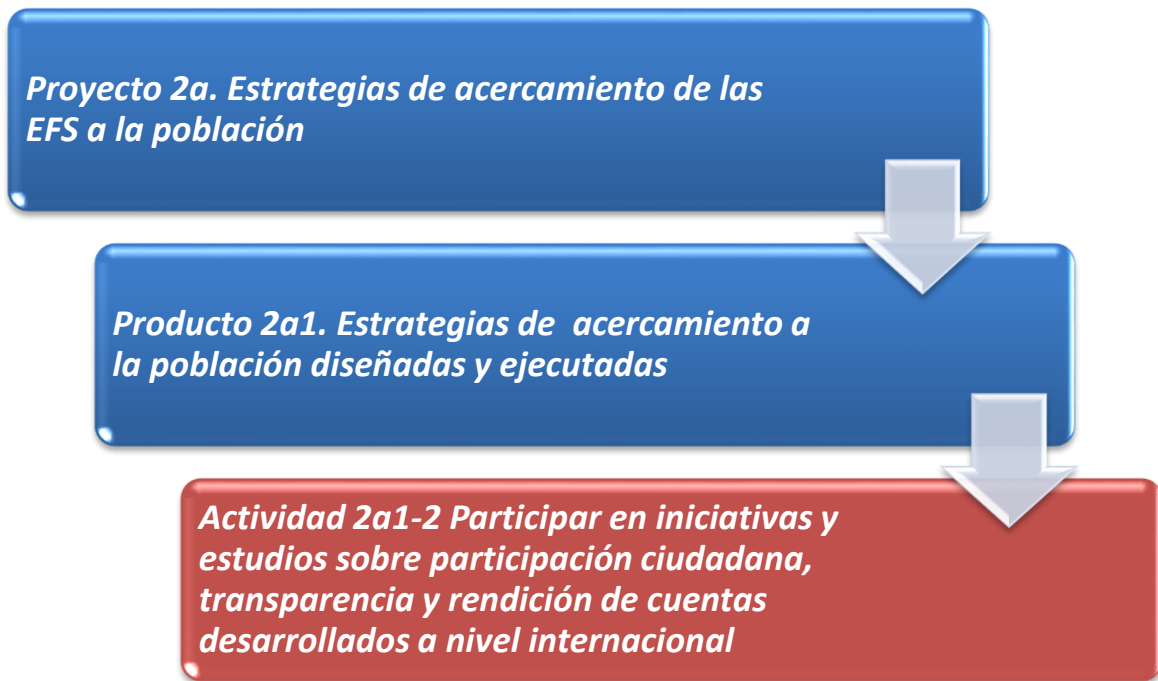 Proyecto 2a. Estrategias de acercamiento de las
EFS a la población
Producto 2a1. Estrategias de  acercamiento a
la población diseñadas y ejecutadas
Actividad 2a1-2 Participar en iniciativas y
estudios sobre participación ciudadana,
transparencia y rendición de cuentas
desarrollados a nivel internacional